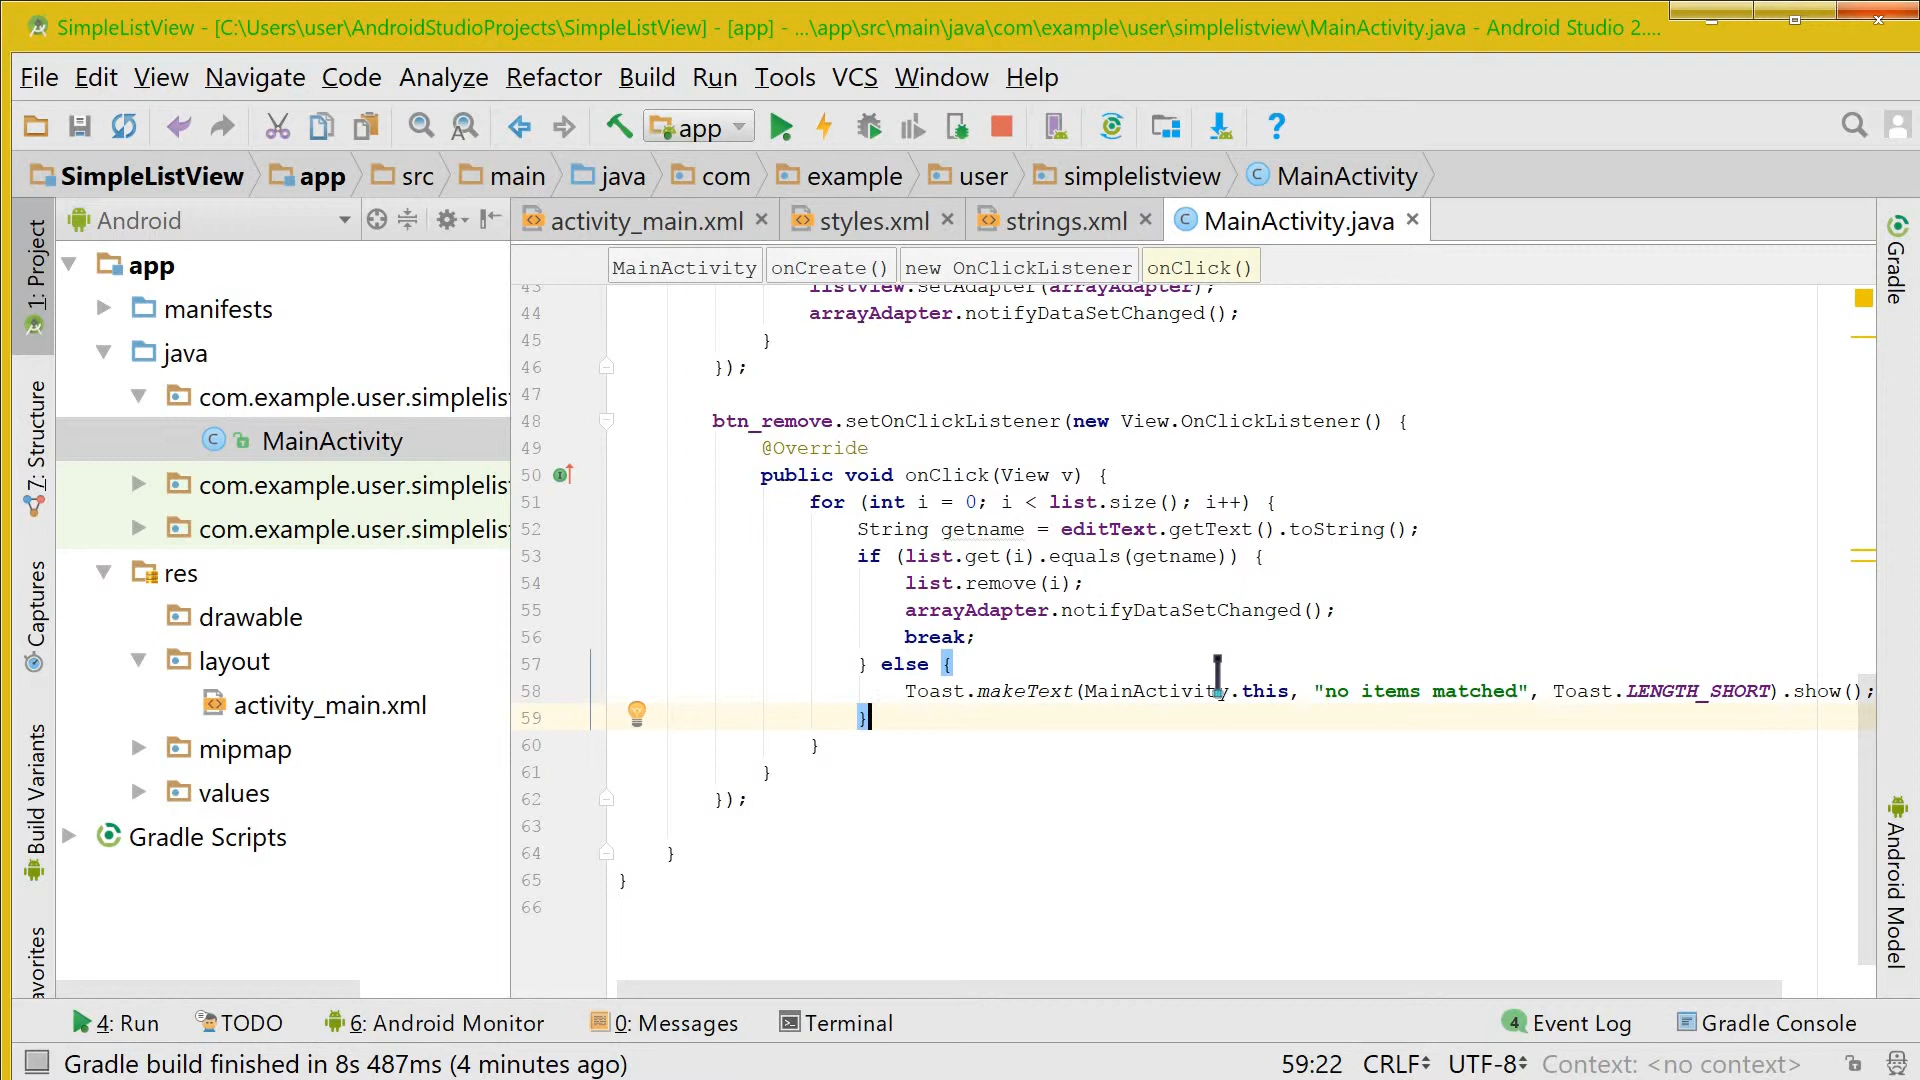 SimpleListView - [C:\Users\user\AndroidStudioProjects\SimpleListView] - [app] - ...\app\src\main\java\com\example\user\simplelistview\MainActivity.java - Android Studio 2....
File Edit View Navigate Code Analyze Refactor Build Run Tools VCS Window Help
app
SimpleListView app src main java com example user simplelistview MainActivity
Android
activity_main.xml styles.xml strings.xml MainActivity.java
MainActivity onCreate() new OnClickListener onClick()
1: Project
7: Structure
Captures
Build Variants
avorites
app
manifests
java
com.example.user.simplelis
MainActivity
com.example.user.simplelis
com.example.user.simplelis
res
drawable
layout
activity_main.xml
mipmap
values
Gradle Scripts
43 listview.setAdapter(arrayAdapter);
44 arrayAdapter.notifyDataSetChanged();
45 }
46 });
47
48 btn_remove.setOnClickListener(new View.OnClickListener() {
49 @Override
50 public void onClick(View v) {
51 for (int i = 0; i < list.size(); i++) {
52 String getname = editText.getText().toString();
53 if (list.get(i).equals(getname)) {
54 list.remove(i);
55 arrayAdapter.notifyDataSetChanged();
56 break;
57 } else {
58 Toast.makeText(MainActivity.this, "no items matched", Toast.LENGTH_SHORT).show();
59 }
60 }
61 }
62 });
63
64 }
65 }
66
Gradle
Android Model
4: Run TODO 6: Android Monitor 0: Messages Terminal 4 Event Log Gradle Console
Gradle build finished in 8s 487ms (4 minutes ago) 59:22 CRLF UTF-8 Context: <no context>